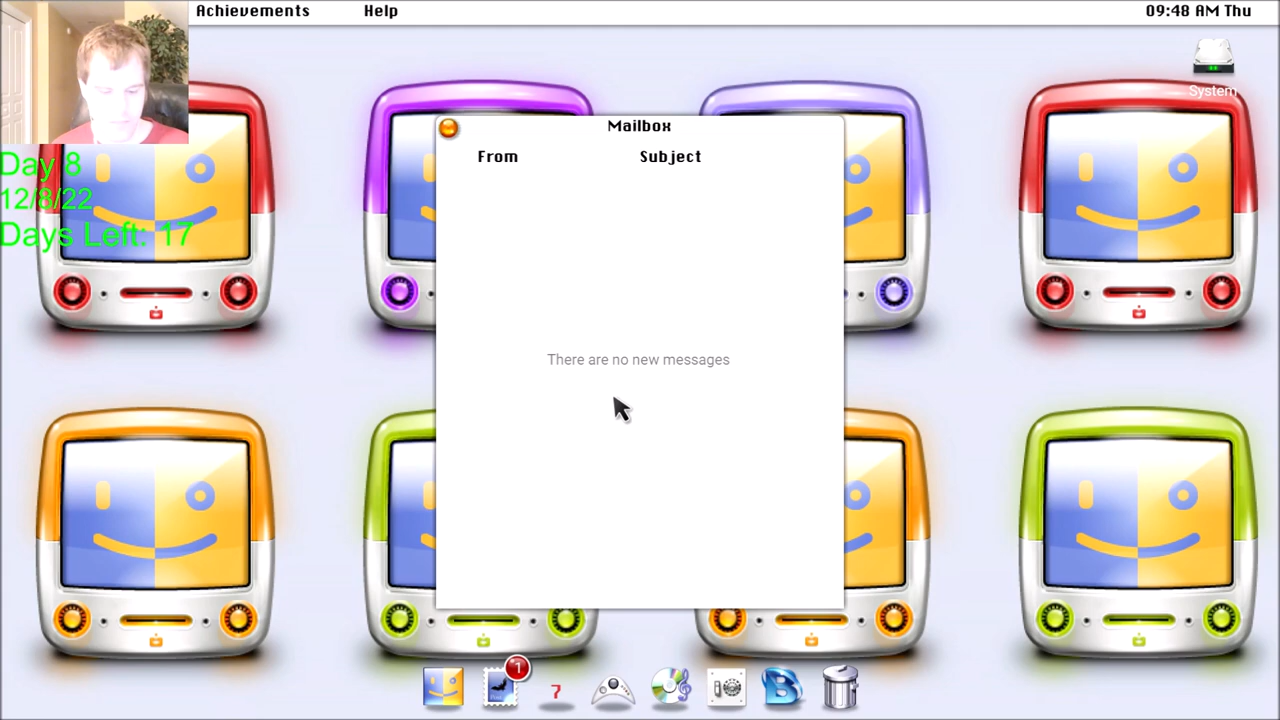 Achievements Help 09:48 AM Thu
System
Day 8
12/8/22
Days Left: 17
Mailbox
From Subject
There are no new messages
1
7
B